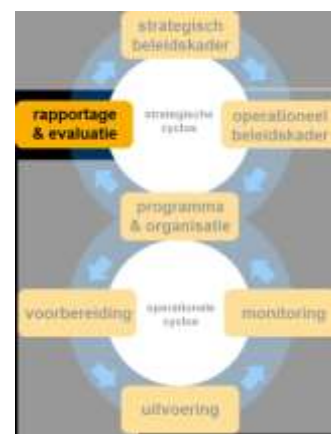 strategisch
beleidskader
rapportage
& evaluatie
strategische
cyclus
operationeel
beleidskader
programma
& organisatie
voorbereiding
operationele
cyclus
monitoring
uitvoering